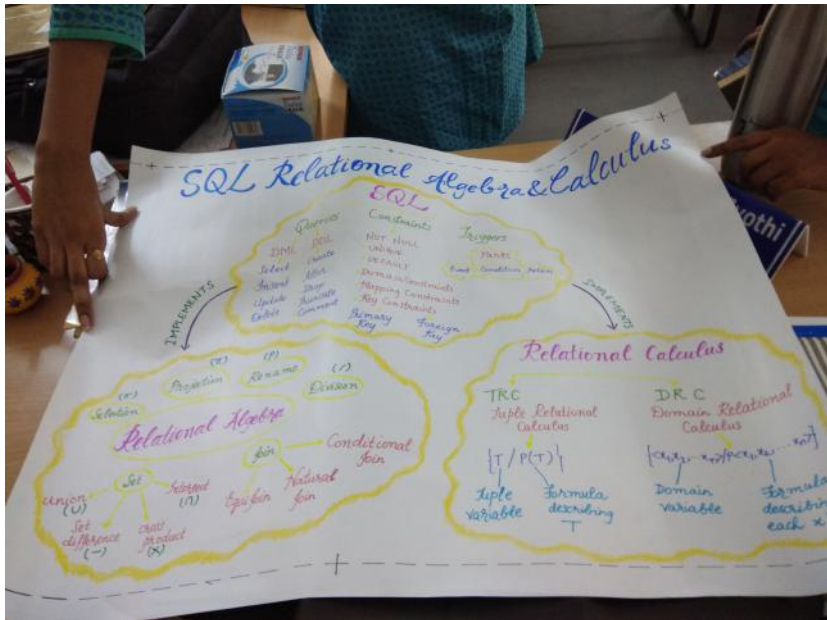 SQL Relational Algebra & Calculus
SQL
Queries Constraints Triggers
DML DDL
Select Create
Insert Alter
Update Drop
Delete Truncate
Comment
NOT NULL
UNIQUE
DEFAULT
Domain Constraints
Mapping Constraints
Key Constraints
Primary Key
Foreign Key
Parts
Event Condition Action
IMPLEMENTS
IMPLEMENTS
Selection
Projection (π)
Rename (ρ)
Division (/)
Relational Algebra
Set
Union (∪)
Set difference (−)
cross product (X)
Intersect (∩)
Join
Equi Join
Natural Join
Conditional Join
Relational Calculus
TRC
Tuple Relational
Calculus
{T / P(T)}
Tuple
variable
Formula
describing
T
DRC
Domain Relational
Calculus
Domain
variable
Formula
describing
each x
yothi